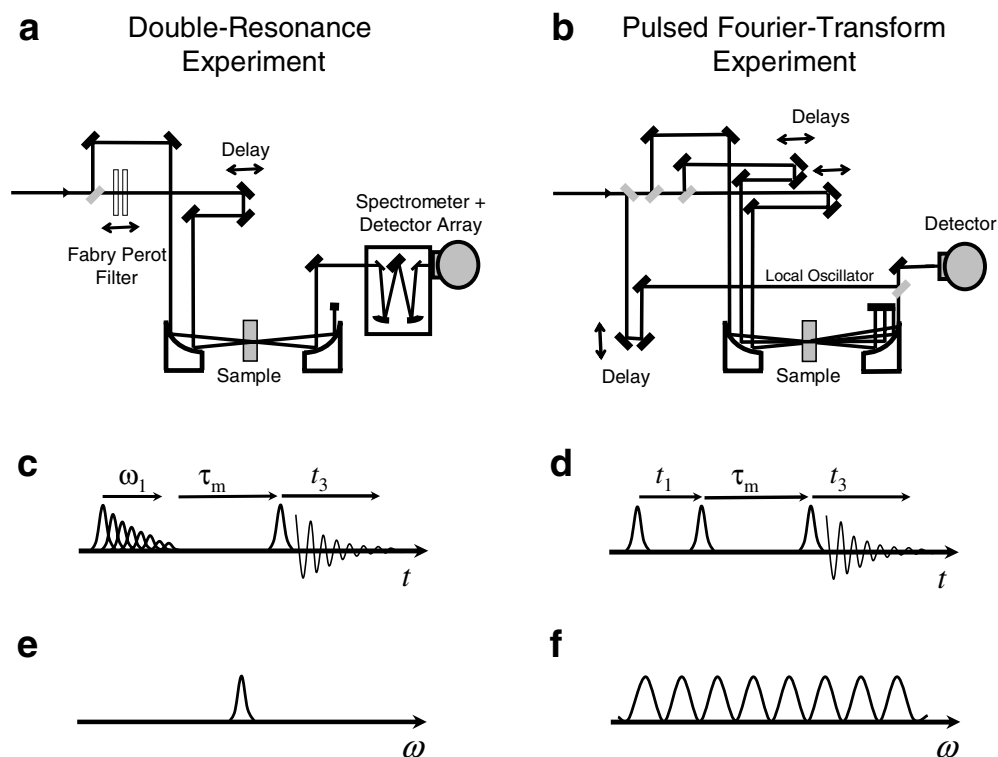 a
Double-Resonance
Experiment
Delay
Fabry Perot
Filter
Spectrometer +
Detector Array
Sample
b
Pulsed Fourier-Transform
Experiment
Delays
Detector
Local Oscillator
Delay
Sample
c
ω1
τm
t3
t
d
t1
τm
t3
t
e
ω
f
ω